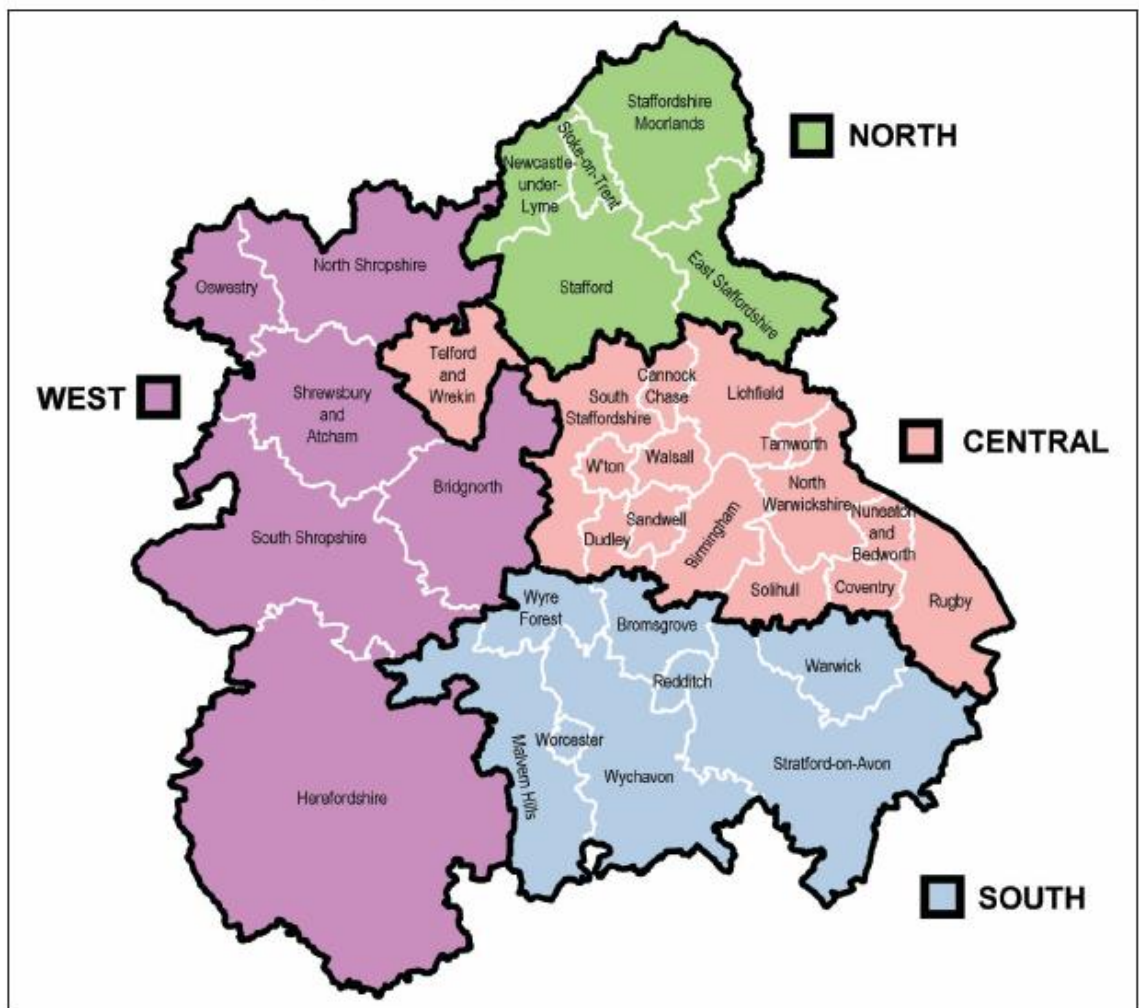 Staffordshire
Moorlands
NORTH
Stoke-on-Trent
Newcastle-
under-
Lyme
North Shropshire
Oswestry
Stafford
East Staffordshire
Telford
and
Wrekin
WEST
Shrewsbury
and
Atcham
Cannock
Chase
South
Staffordshire
Lichfield
CENTRAL
Tamworth
W'ton
Walsall
Bridgnorth
North
Warwickshire
Nuneaton
and
Bedworth
Sandwell
Birmingham
Dudley
South Shropshire
Solihull
Coventry
Rugby
Wyre
Forest
Bromsgrove
Warwick
Redditch
Worcester
Malvern Hills
Wychavon
Stratford-on-Avon
Herefordshire
SOUTH